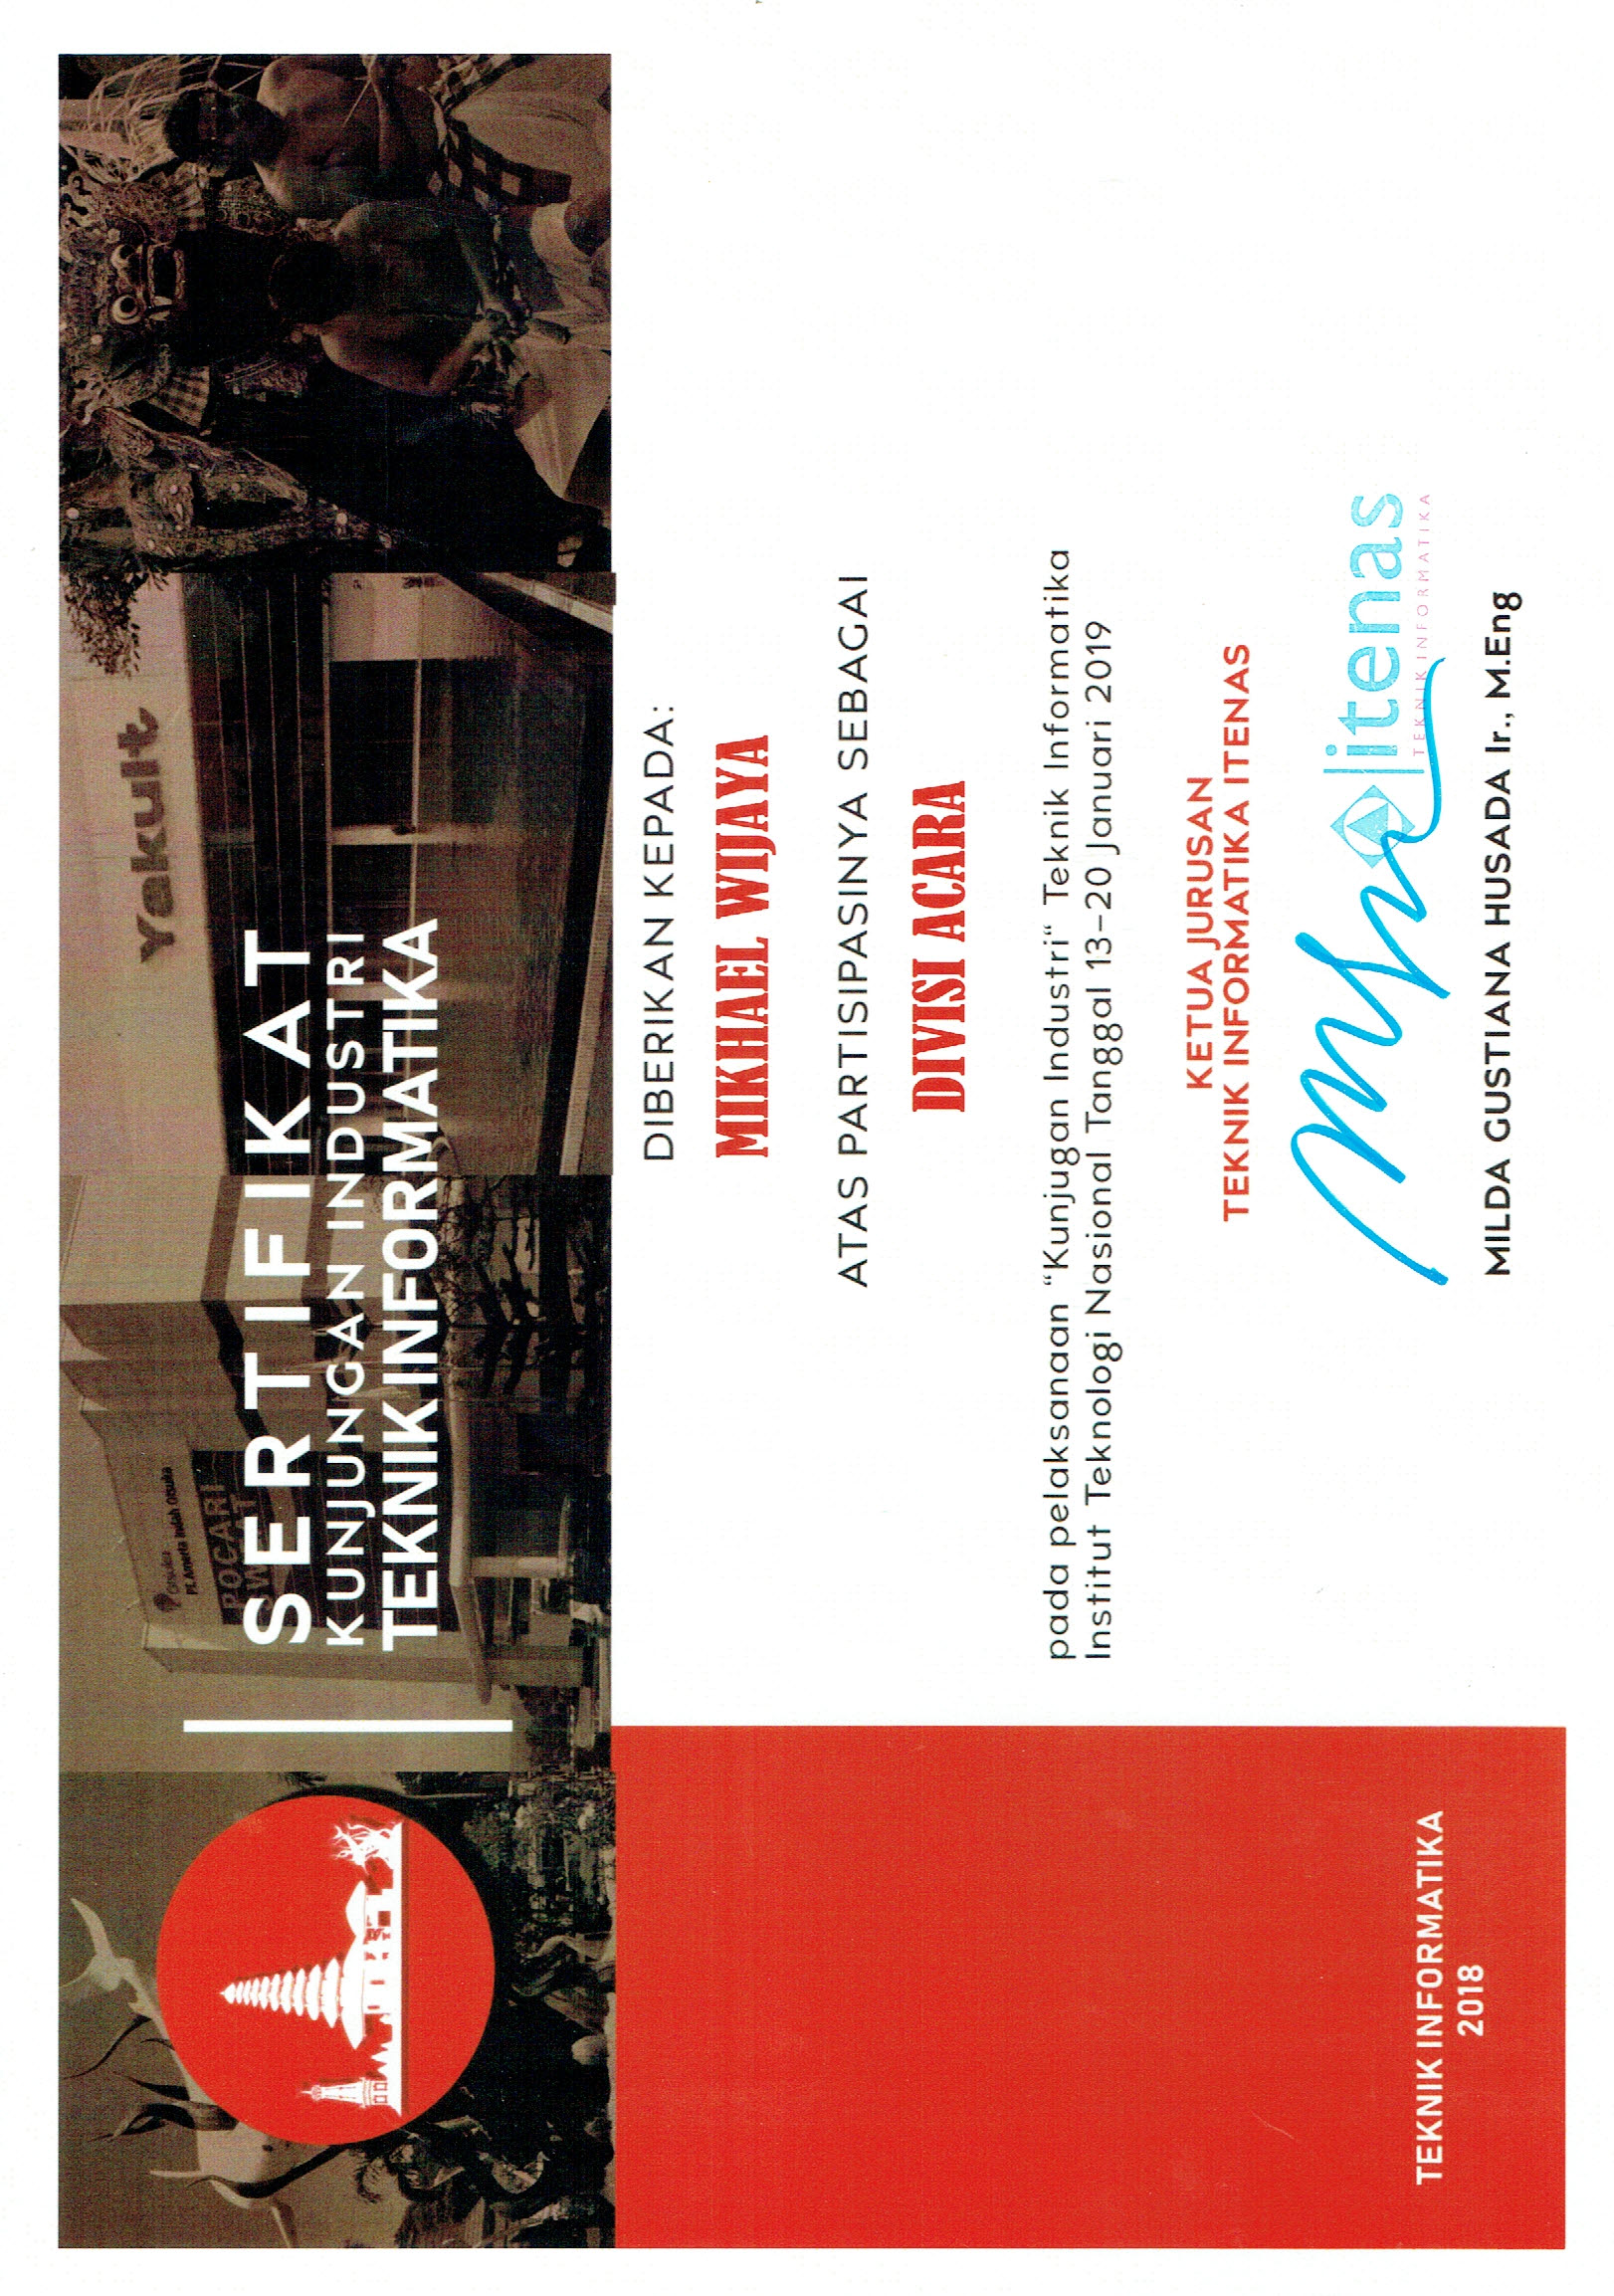 Otsuka
PT. Amerta Indah Otsuka
POCARI
SWEAT
Yakult
SERTIFIKAT
KUNJUNGAN INDUSTRI
TEKNIK INFORMATIKA
DIBERIKAN KEPADA:
MIKHAEL WIJAYA
ATAS PARTISIPASINYA SEBAGAI
DIVISI ACARA
pada pelaksanaan “Kunjugan Industri“ Teknik Informatika
Institut Teknologi Nasional Tanggal 13-20 Januari 2019
KETUA JURUSAN
TEKNIK INFORMATIKA ITENAS
itenas
TEKNIK INFORMATIKA
MILDA GUSTIANA HUSADA Ir., M.Eng
TEKNIK INFORMATIKA
2018